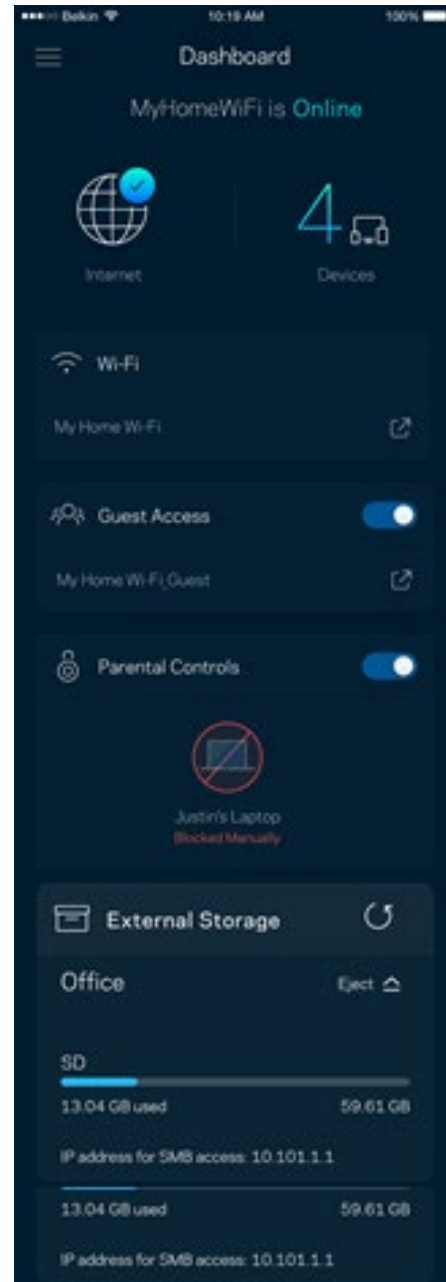 Belkin 10:19 AM 100%
Dashboard
MyHomeWiFi is Online
4
Internet Devices
Wi-Fi
My Home Wi-Fi
Guest Access
My Home Wi-Fi_Guest
Parental Controls
Justin's Laptop
Blocked Manually
External Storage
Office Eject
SD
13.04 GB used 59.61 GB
IP address for SMB access: 10.101.1.1
13.04 GB used 59.61 GB
IP address for SMB access: 10.101.1.1